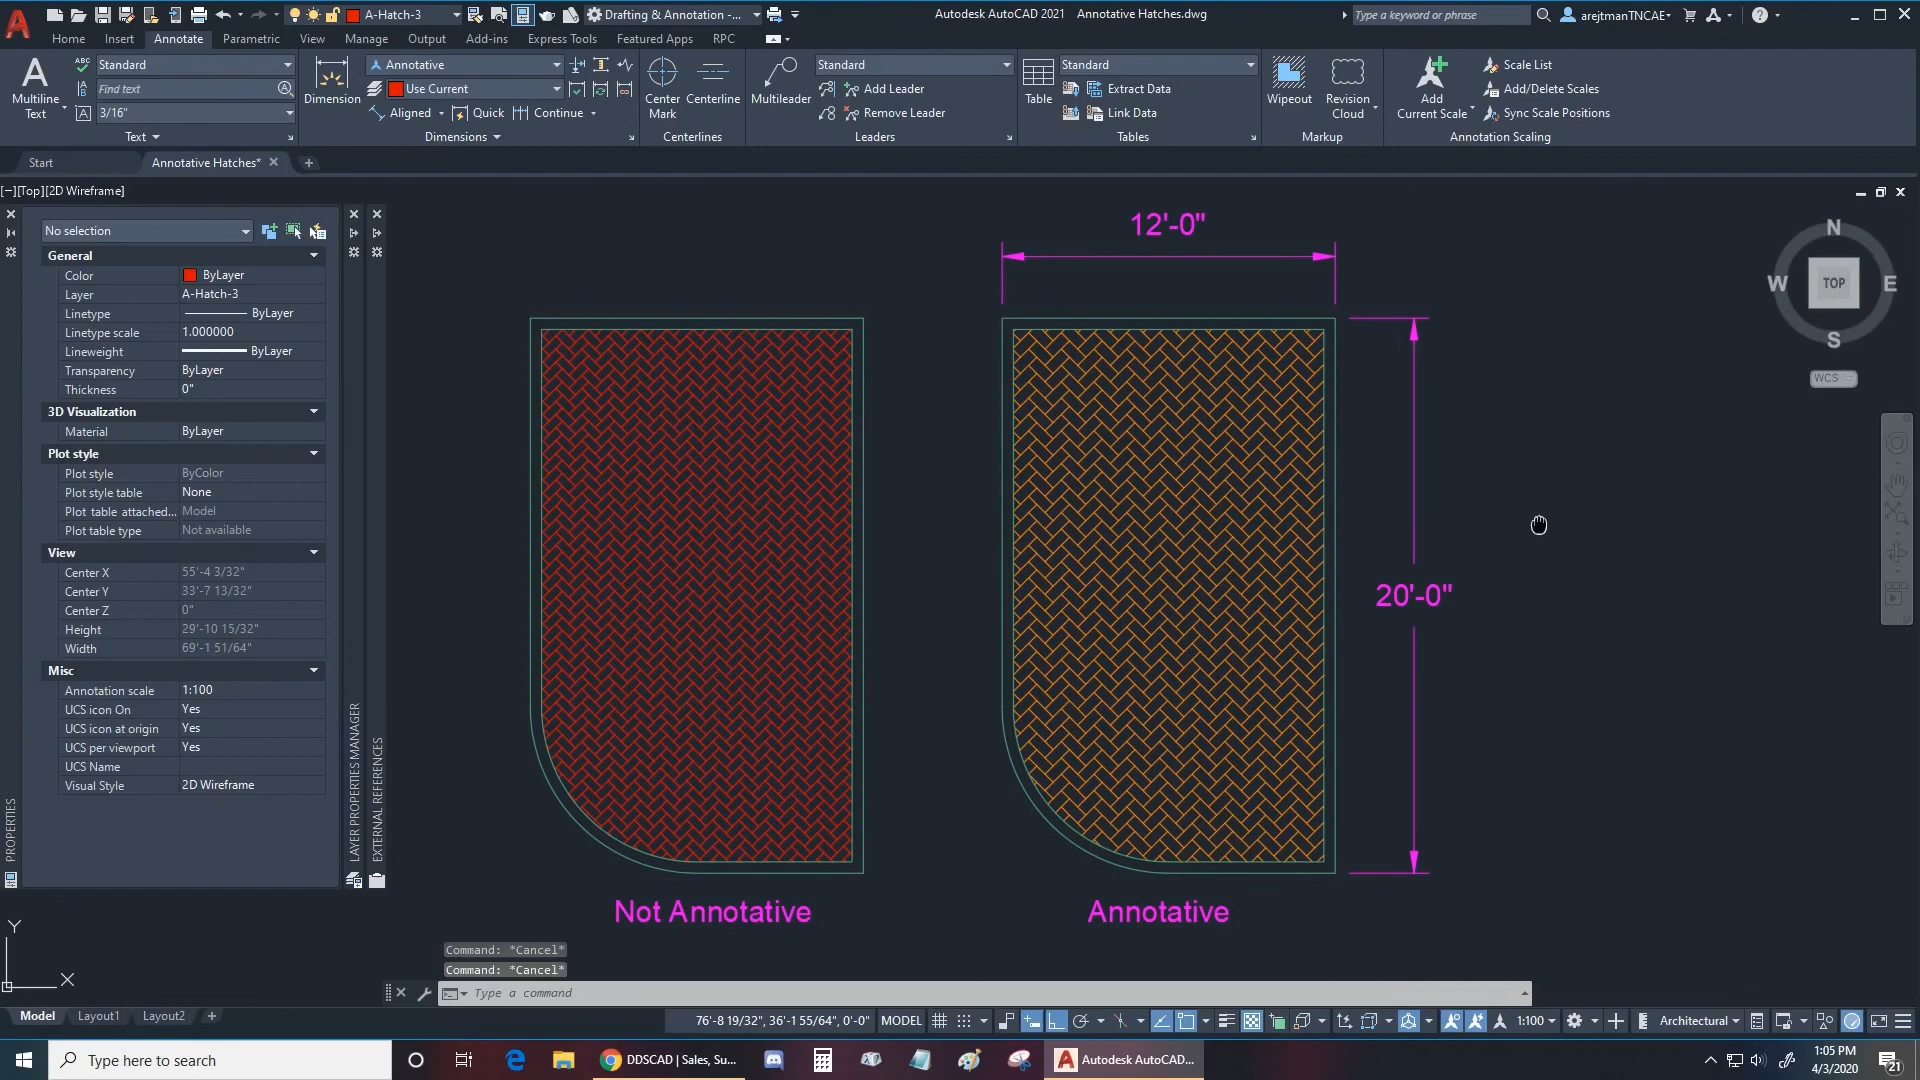 A-Hatch-3
Drafting & Annotation -...
Autodesk AutoCAD 2021 Annotative Hatches.dwg
Type a keyword or phrase
arejtmanTNCAE
Home Insert Annotate Parametric View Manage Output Add-ins Express Tools Featured Apps RPC
A
Multiline
Text
ABC
Standard
Find text
3/16"
Text
Dimension
Annotative
Use Current
Aligned
Quick
Continue
Dimensions
Center
Mark
Centerline
Centerlines
Multileader
Standard
Add Leader
Remove Leader
Leaders
Table
Standard
Extract Data
Link Data
Tables
Wipeout
Revision
Cloud
Markup
Add
Current Scale
Scale List
Add/Delete Scales
Sync Scale Positions
Annotation Scaling
Start
Annotative Hatches*
[−][Top][2D Wireframe]
No selection
General
Color ByLayer
Layer A-Hatch-3
Linetype ByLayer
Linetype scale 1.000000
Lineweight ByLayer
Transparency ByLayer
Thickness 0"
3D Visualization
Material ByLayer
Plot style
Plot style ByColor
Plot style table None
Plot table attached... Model
Plot table type Not available
View
Center X 55'-4 3/32"
Center Y 33'-7 13/32"
Center Z 0"
Height 29'-10 15/32"
Width 69'-1 51/64"
Misc
Annotation scale 1:100
UCS icon On Yes
UCS icon at origin Yes
UCS per viewport Yes
UCS Name
Visual Style 2D Wireframe
PROPERTIES
LAYER PROPERTIES MANAGER
EXTERNAL REFERENCES
12'-0"
20'-0"
Not Annotative
Annotative
N
W
TOP
E
S
WCS
Y
X
Command: *Cancel*
Command: *Cancel*
Type a command
Model Layout1 Layout2
76'-8 19/32", 36'-1 55/64", 0'-0" MODEL
1:100
Architectural
Type here to search
DDSCAD | Sales, Su...
A Autodesk AutoCAD...
1:05 PM
4/3/2020
21